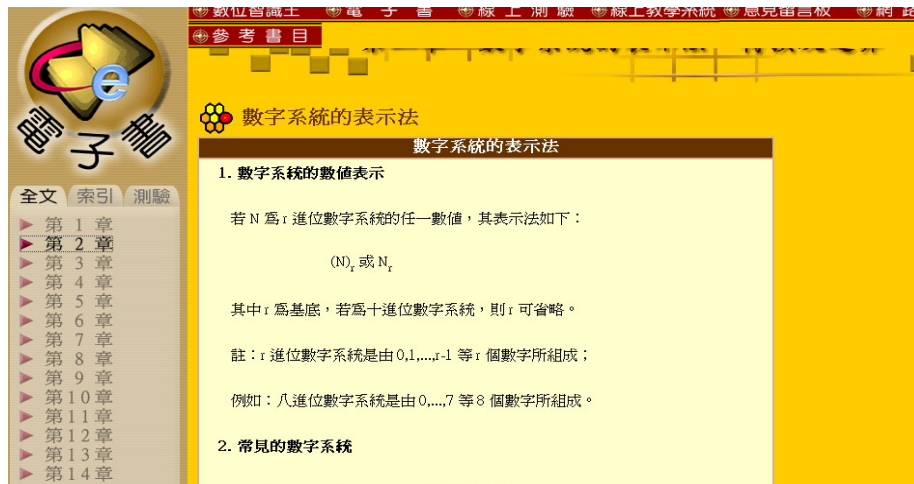 數位智識王 電子書 線上測驗 線上教學系統 意見留言板 網
參考書目
電子書
數字系統的表示法
數字系統的表示法
1. 數字系統的數值表示
若 N 為 r 進位數字系統的任一數值，其表示法如下：
(N)r 或 Nr
其中 r 為基底，若為十進位數字系統，則 r 可省略。
註：r 進位數字系統是由 0,1,...,r-1 等 r 個數字所組成；
例如：八進位數字系統是由 0,...,7 等 8 個數字所組成。
2. 常見的數字系統
全文 索引 測驗
第 1 章
第 2 章
第 3 章
第 4 章
第 5 章
第 6 章
第 7 章
第 8 章
第 9 章
第10章
第11章
第12章
第13章
第14章